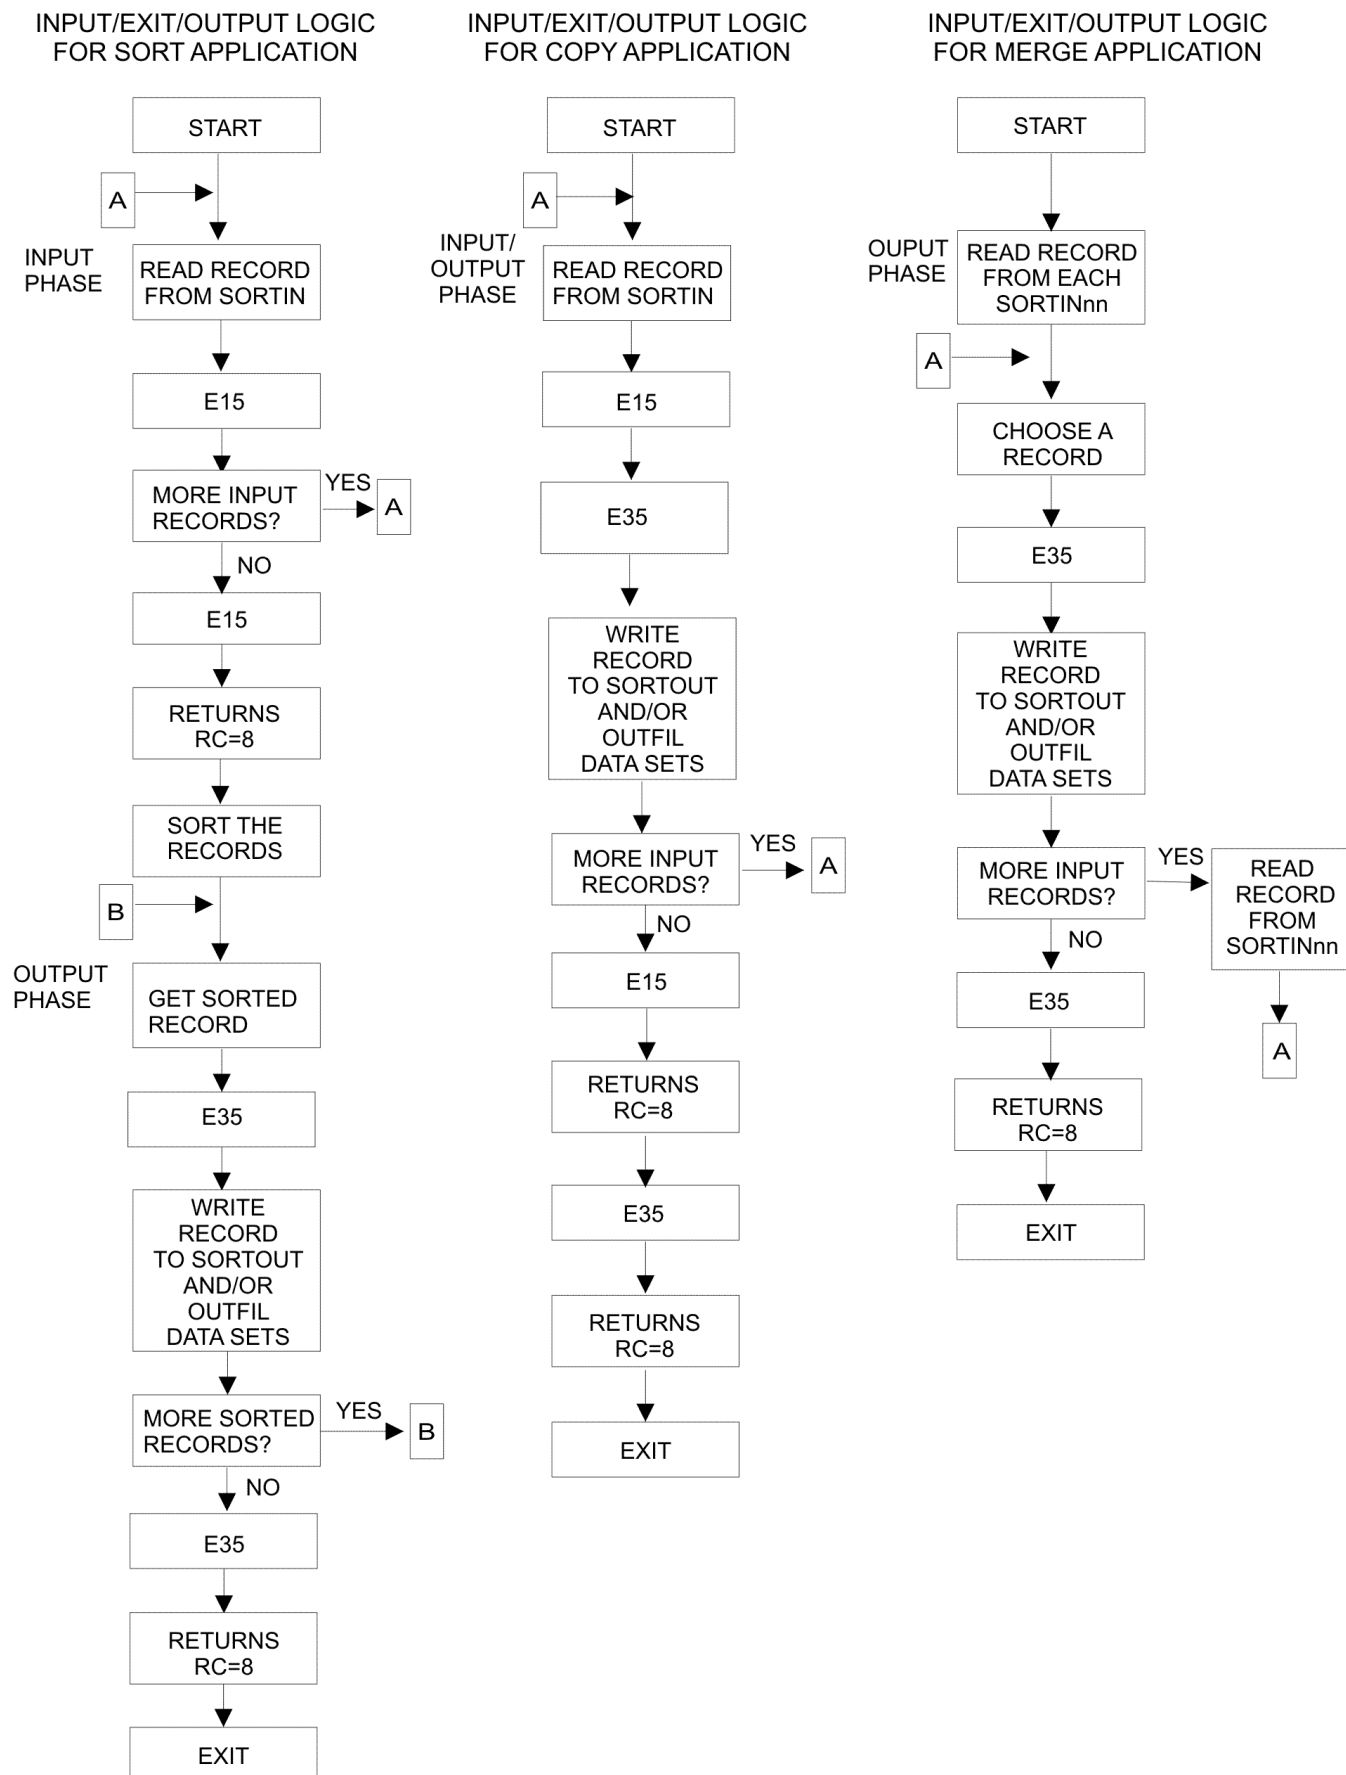 INPUT/EXIT/OUTPUT LOGIC
FOR SORT APPLICATION
START
A
INPUT
PHASE
READ RECORD
FROM SORTIN
E15
MORE INPUT
RECORDS?
YES
A
NO
E15
RETURNS
RC=8
SORT THE
RECORDS
B
OUTPUT
PHASE
GET SORTED
RECORD
E35
WRITE
RECORD
TO SORTOUT
AND/OR
OUTFIL
DATA SETS
MORE SORTED
RECORDS?
YES
B
NO
E35
RETURNS
RC=8
EXIT
INPUT/EXIT/OUTPUT LOGIC
FOR COPY APPLICATION
START
A
INPUT/
OUTPUT
PHASE
READ RECORD
FROM SORTIN
E15
E35
WRITE
RECORD
TO SORTOUT
AND/OR
OUTFIL
DATA SETS
MORE INPUT
RECORDS?
YES
A
NO
E15
RETURNS
RC=8
E35
RETURNS
RC=8
EXIT
INPUT/EXIT/OUTPUT LOGIC
FOR MERGE APPLICATION
START
OUPUT
PHASE
READ RECORD
FROM EACH
SORTINnn
A
CHOOSE A
RECORD
E35
WRITE
RECORD
TO SORTOUT
AND/OR
OUTFIL
DATA SETS
MORE INPUT
RECORDS?
YES
READ
RECORD
FROM
SORTINnn
A
NO
E35
RETURNS
RC=8
EXIT